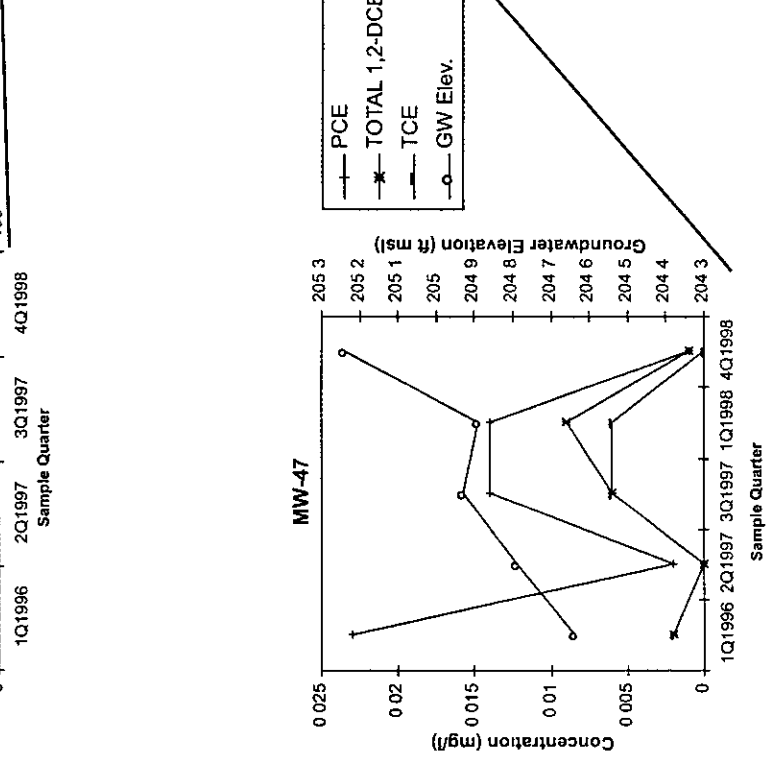 1Q1996 2Q1997 3Q1997 4Q1998
Sample Quarter
MW-47
Concentration (mg/l)
0 025
0 02
0 015
0 01
0 005
0
Groundwater Elevation (ft msl)
205 3
205 2
205 1
205
204 9
204 8
204 7
204 6
204 5
204 4
204 3
1Q1996 2Q1997 3Q1997 1Q1998 4Q1998
Sample Quarter
PCE
TOTAL 1,2-DCE
TCE
GW Elev.